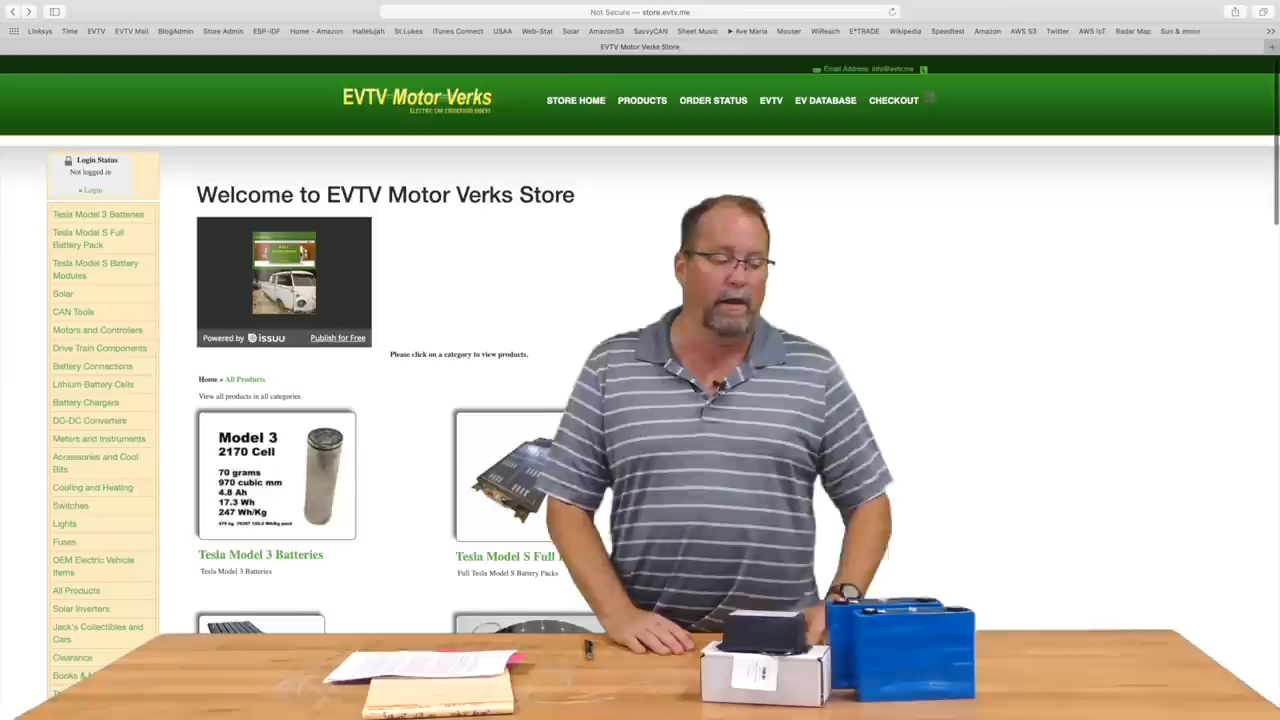 Not Secure — store.evtv.me
Linksys Time EVTV EVTV Mail BlogAdmin Store Admin ESP-IDF Home - Amazon Hallelujah St.Lukes iTunes Connect USAA Web-Stat Solar AmazonS3 SavvyCAN Sheet Music ▶ Ave Maria Mouser WiReach E*TRADE Wikipedia Speedtest Amazon AWS S3 Twitter AWS IoT Radar Map Sun & moon
EVTV Motor Verks Store
Email Address: info@evtv.me
EVTV Motor Verks
STORE HOME PRODUCTS ORDER STATUS EVTV EV DATABASE CHECKOUT
Login Status
Not logged in
» Login
Tesla Model 3 Batteries
Tesla Model S Full
Battery Pack
Tesla Model S Battery
Modules
Solar
CAN Tools
Motors and Controllers
Drive Train Components
Battery Connections
Lithium Battery Cells
Battery Chargers
DC-DC Converters
Meters and Instruments
Accessories and Cool
Bits
Cooling and Heating
Switches
Lights
Fuses
OEM Electric Vehicle
Items
All Products
Solar Inverters
Jack's Collectibles and
Cars
Clearance
Books &
Welcome to EVTV Motor Verks Store
Powered by issuu Publish for Free
Please click on a category to view products.
Home » All Products
View all products in all categories.
Model 3
2170 Cell
70 grams
970 cubic mm
4.8 Ah
17.3 Wh
247 Wh/Kg
Tesla Model 3 Batteries
Tesla Model 3 Batteries
Tesla Model S Full
Full Tesla Model S Battery Packs